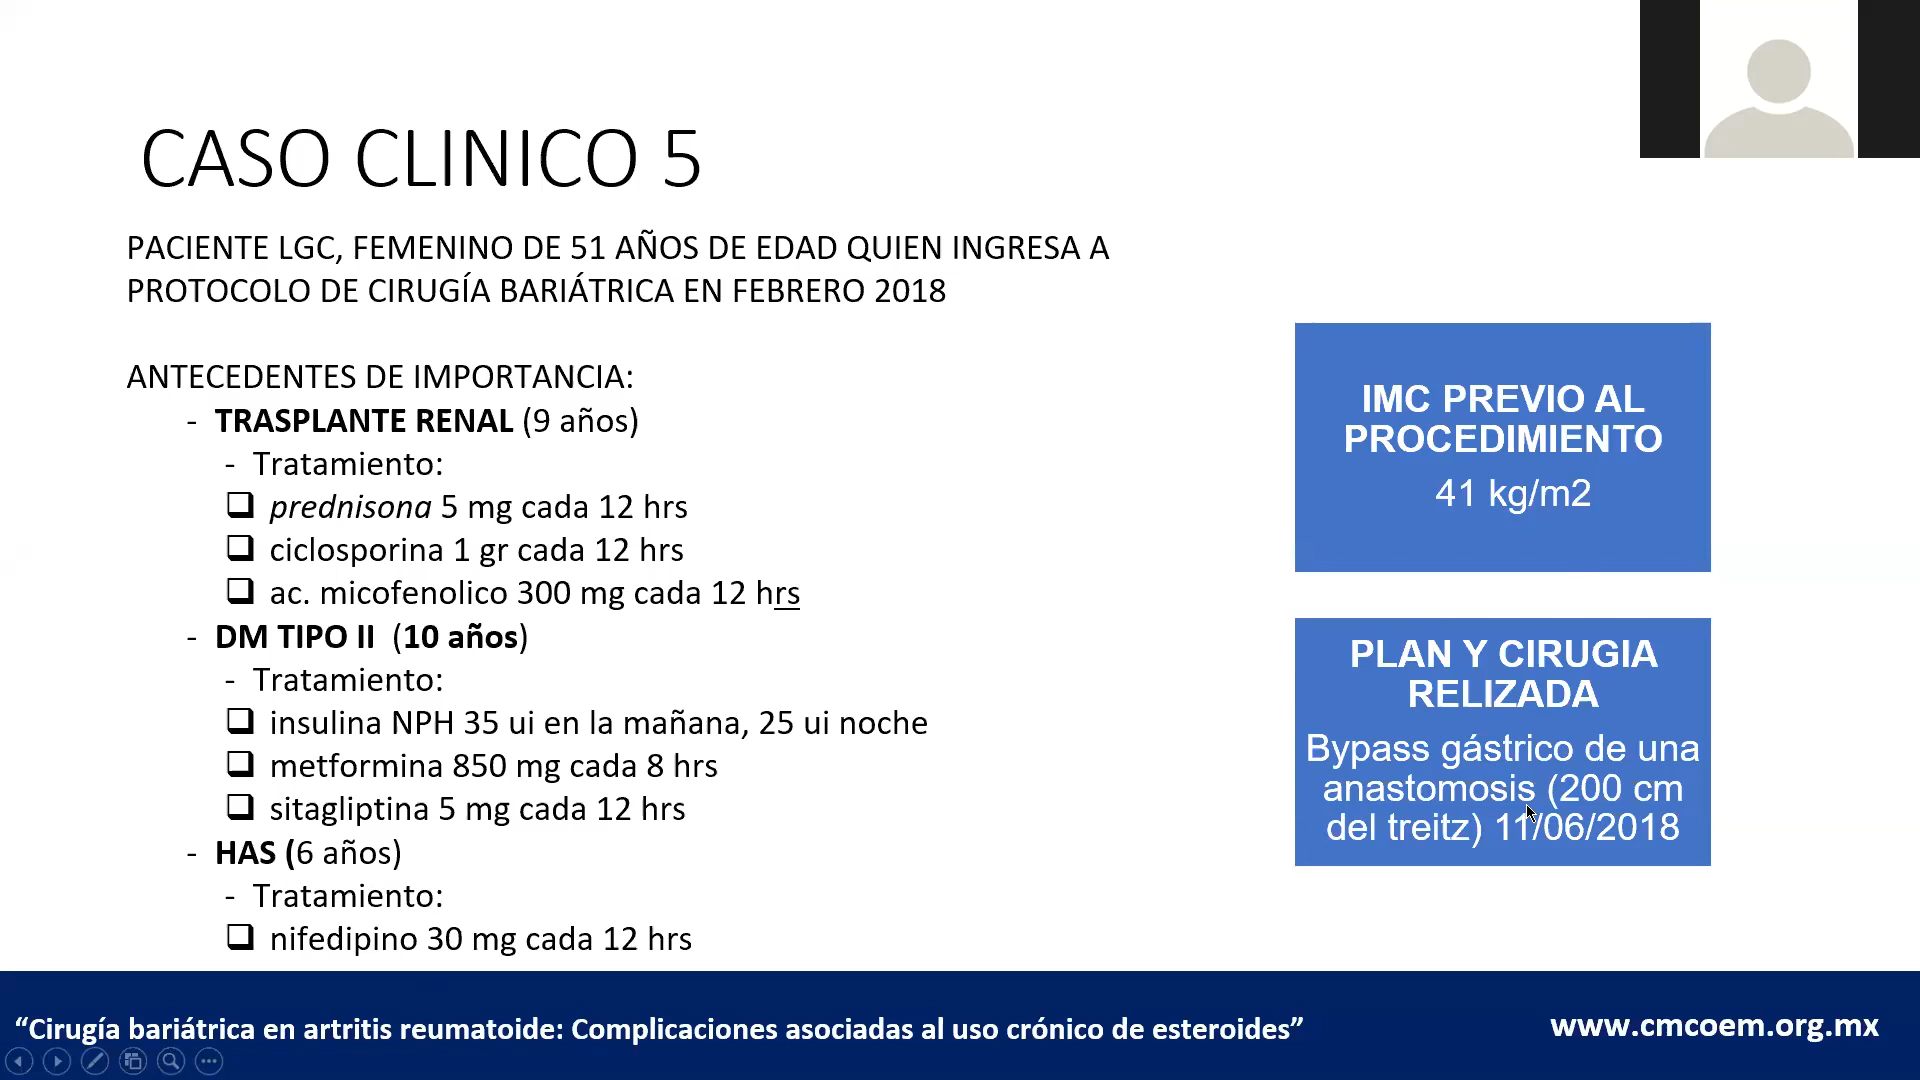 CASO CLINICO 5
PACIENTE LGC, FEMENINO DE 51 AÑOS DE EDAD QUIEN INGRESA A
PROTOCOLO DE CIRUGÍA BARIÁTRICA EN FEBRERO 2018
ANTECEDENTES DE IMPORTANCIA:
- TRASPLANTE RENAL (9 años)
- Tratamiento:
❑ prednisona 5 mg cada 12 hrs
❑ ciclosporina 1 gr cada 12 hrs
❑ ac. micofenolico 300 mg cada 12 hrs
- DM TIPO II (10 años)
- Tratamiento:
❑ insulina NPH 35 ui en la mañana, 25 ui noche
❑ metformina 850 mg cada 8 hrs
❑ sitagliptina 5 mg cada 12 hrs
- HAS (6 años)
- Tratamiento:
❑ nifedipino 30 mg cada 12 hrs
IMC PREVIO AL
PROCEDIMIENTO
41 kg/m2
PLAN Y CIRUGIA
RELIZADA
Bypass gástrico de una
anastomosis (200 cm
del treitz) 11/06/2018
“Cirugía bariátrica en artritis reumatoide: Complicaciones asociadas al uso crónico de esteroides”
www.cmcoem.org.mx